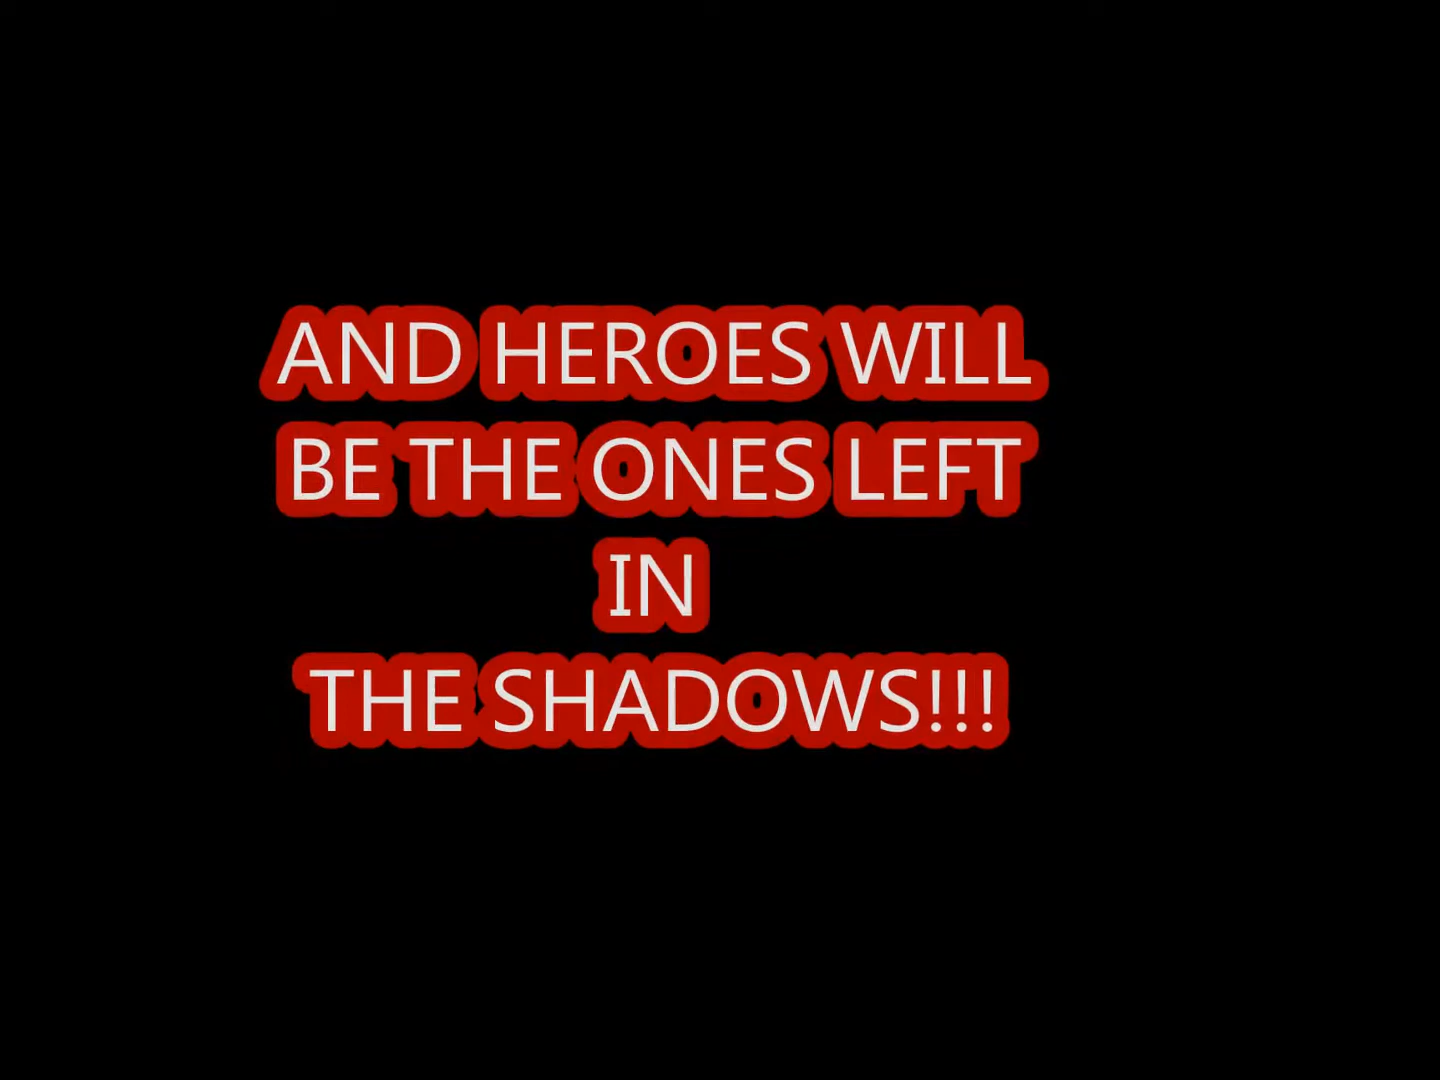 AND HEROES WILL
BE THE ONES LEFT
IN
THE SHADOWS!!!